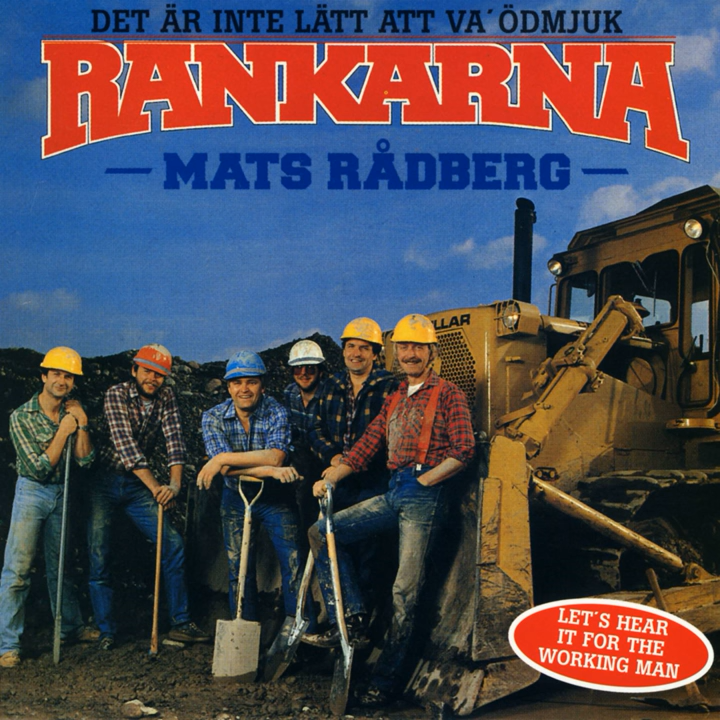 DET ÄR INTE LÄTT ATT VA´ÖDMJUK
RANKARNA
— MATS RÅDBERG —
LLAR
LET´S HEAR
IT FOR THE
WORKING MAN